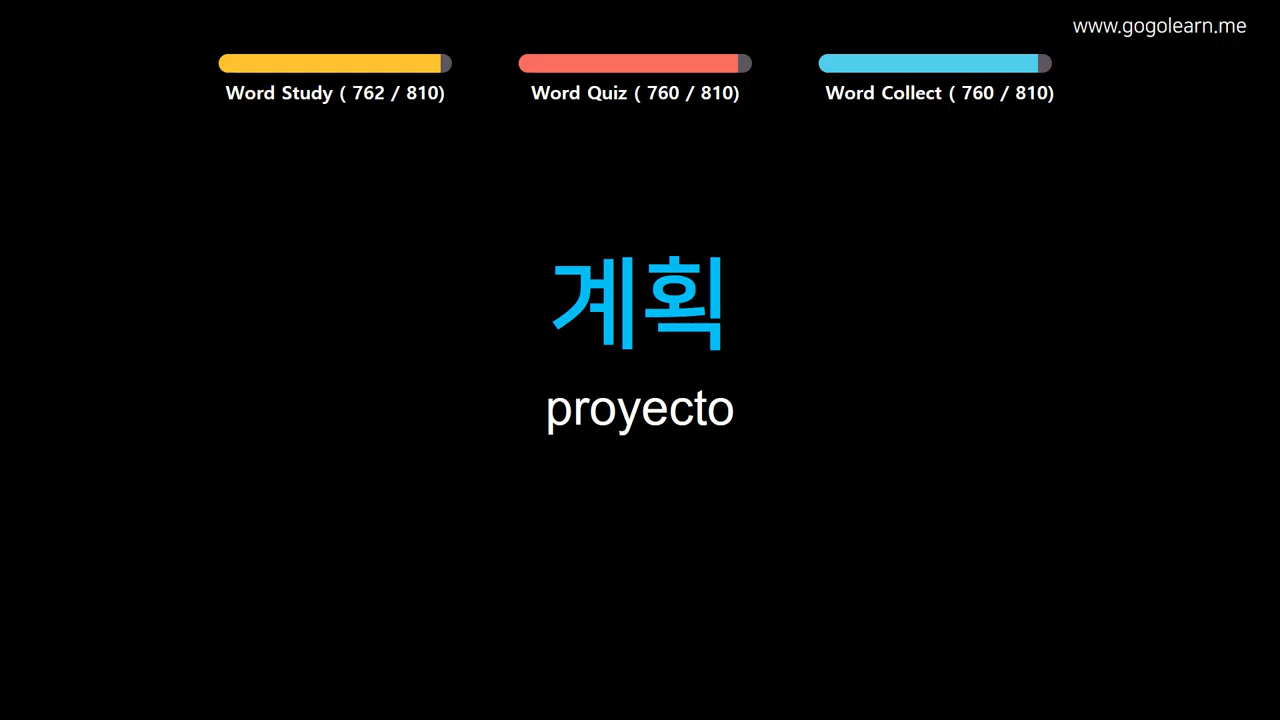 www.gogolearn.me
Word Study ( 762 / 810)
Word Quiz ( 760 / 810)
Word Collect ( 760 / 810)
계획
proyecto